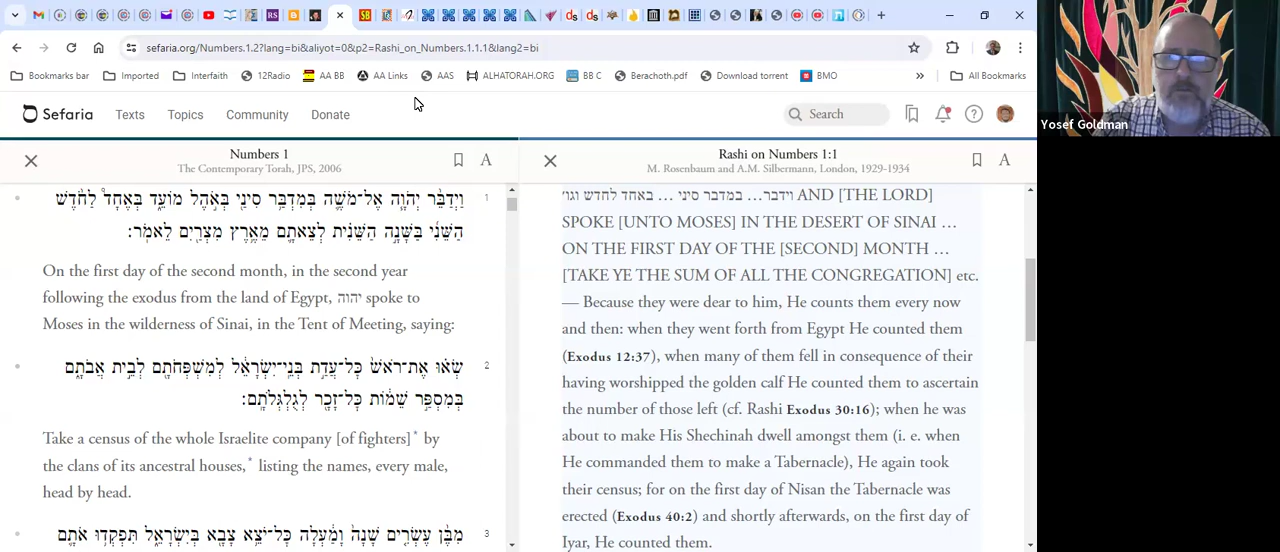 sefaria.org/Numbers.1.2?lang=bi&aliyot=0&p2=Rashi_on_Numbers.1.1.1&lang2=bi
Bookmarks bar Imported Interfaith 12Radio AA BB AA Links AAS ALHATORAH.ORG BB C Berachoth.pdf Download torrent BMO » All Bookmarks
Sefaria Texts Topics Community Donate Search
Numbers 1
The Contemporary Torah, JPS, 2006
A
וַיְדַבֵּ֨ר יְהֹוָ֧ה אֶל־מֹשֶׁ֛ה בְּמִדְבַּ֥ר סִינַ֖י בְּאֹ֣הֶל מוֹעֵ֑ד בְּאֶחָד֩ לַחֹ֨דֶשׁ 1
הַשֵּׁנִ֜י בַּשָּׁנָ֣ה הַשֵּׁנִ֗ית לְצֵאתָ֛ם מֵאֶ֥רֶץ מִצְרַ֖יִם לֵאמֹֽר׃
On the first day of the second month, in the second year
following the exodus from the land of Egypt, יהוה spoke to
Moses in the wilderness of Sinai, in the Tent of Meeting, saying:
שְׂא֗וּ אֶת־רֹאשׁ֙ כׇּל־עֲדַ֣ת בְּנֵֽי־יִשְׂרָאֵ֔ל לְמִשְׁפְּחֹתָ֖ם לְבֵ֣ית אֲבֹתָ֑ם 2
בְּמִסְפַּ֣ר שֵׁמ֔וֹת כׇּל־זָכָ֖ר לְגֻלְגְּלֹתָֽם׃
Take a census of the whole Israelite company [of fighters]* by
the clans of its ancestral houses,* listing the names, every male,
head by head.
מִבֶּ֨ן עֶשְׂרִ֤ים שָׁנָה֙ וָמַ֔עְלָה כׇּל־יֹצֵ֥א צָבָ֖א בְּיִשְׂרָאֵ֑ל תִּפְקְד֥וּ אֹתָ֛ם 3
Rashi on Numbers 1:1
M. Rosenbaum and A.M. Silbermann, London, 1929-1934
A
וידבר… במדבר סיני … באחד לחדש וגו׳ AND [THE LORD]
SPOKE [UNTO MOSES] IN THE DESERT OF SINAI …
ON THE FIRST DAY OF THE [SECOND] MONTH …
[TAKE YE THE SUM OF ALL THE CONGREGATION] etc.
— Because they were dear to him, He counts them every now
and then: when they went forth from Egypt He counted them
(Exodus 12:37), when many of them fell in consequence of their
having worshipped the golden calf He counted them to ascertain
the number of those left (cf. Rashi Exodus 30:16); when he was
about to make His Shechinah dwell amongst them (i. e. when
He commanded them to make a Tabernacle), He again took
their census; for on the first day of Nisan the Tabernacle was
erected (Exodus 40:2) and shortly afterwards, on the first day of
Iyar, He counted them.
Yosef Goldman